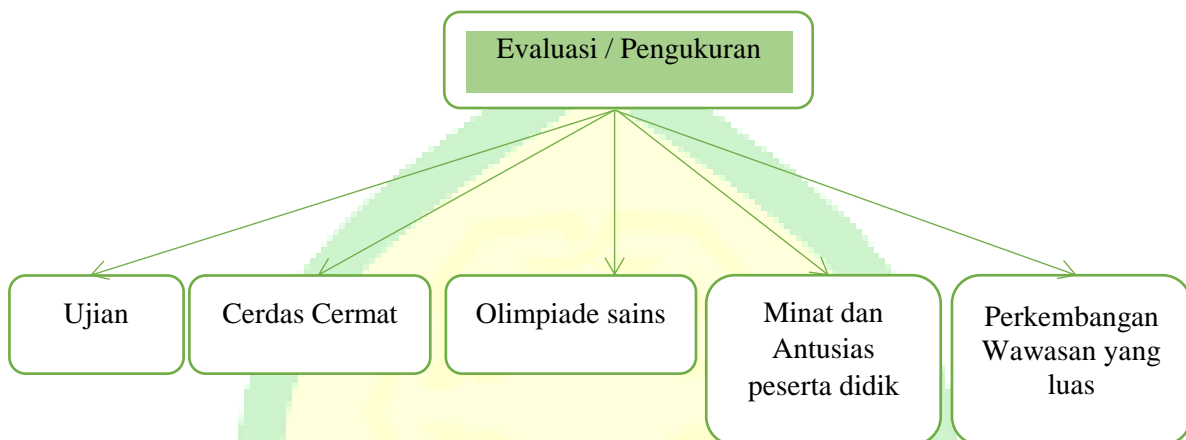 Evaluasi / Pengukuran
Ujian
Cerdas Cermat
Olimpiade sains
Minat dan
Antusias
peserta didik
Perkembangan
Wawasan yang
luas